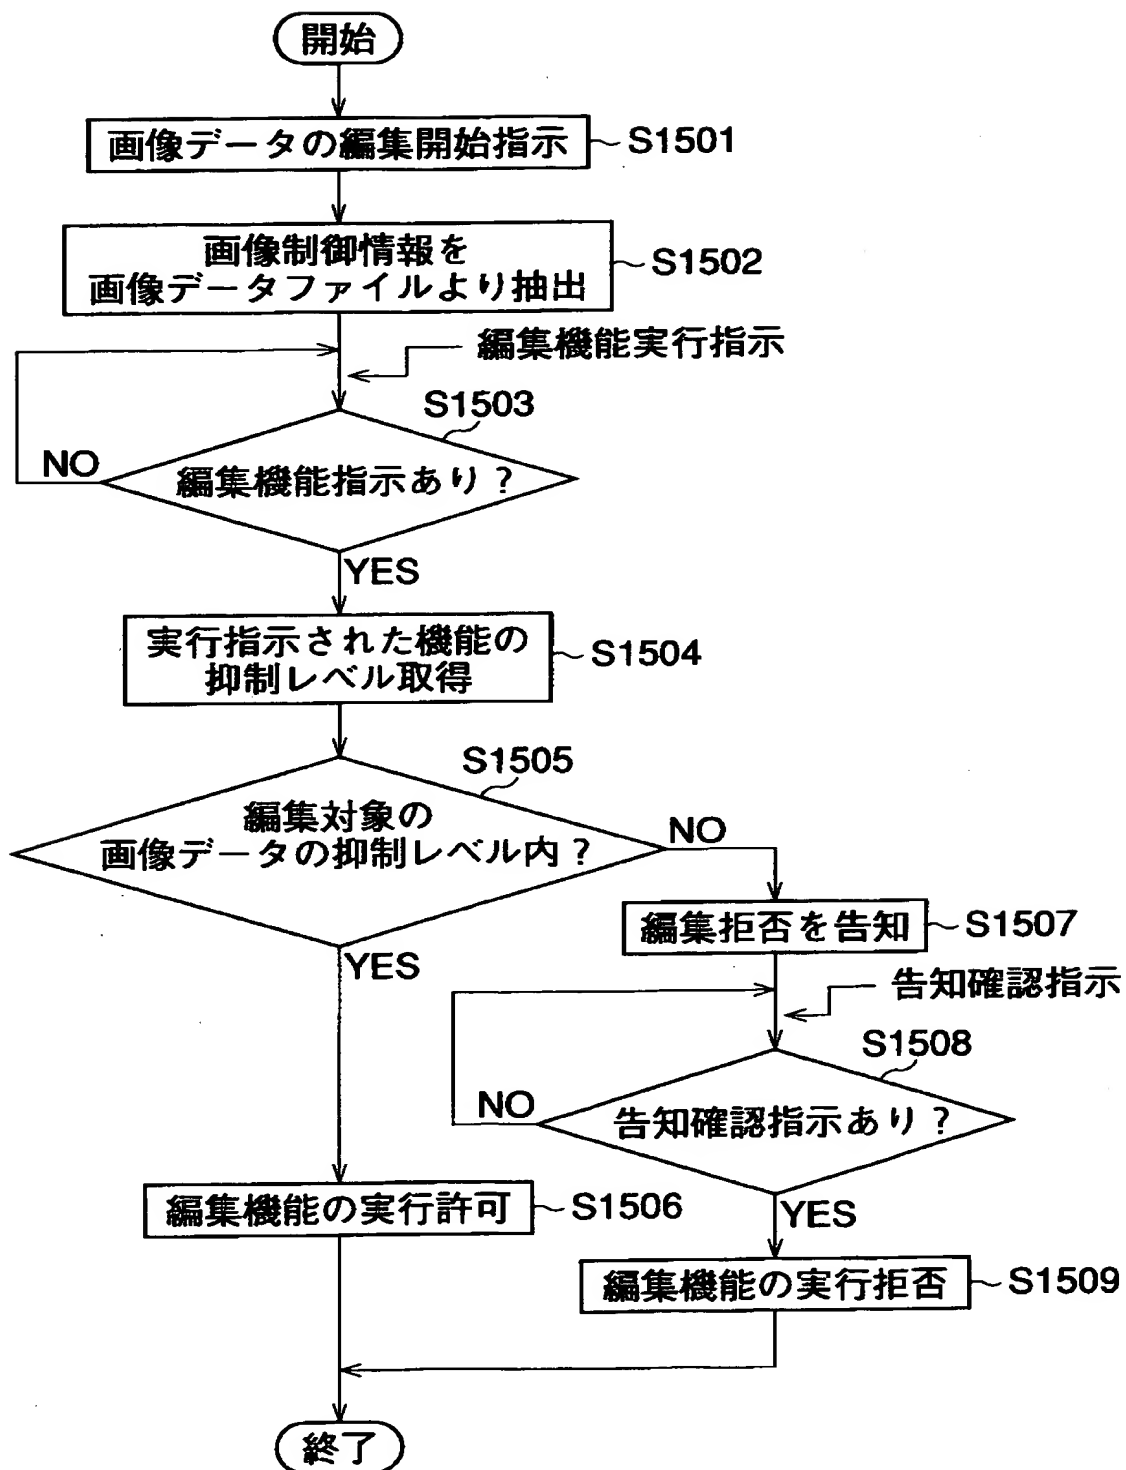 開始
画像データの編集開始指示
S1501
画像制御情報を
画像データファイルより抽出
S1502
編集機能実行指示
S1503
NO
編集機能指示あり?
YES
実行指示された機能の
抑制レベル取得
S1504
S1505
編集対象の
画像データの抑制レベル内?
NO
YES
編集拒否を告知
S1507
告知確認指示
S1508
NO
告知確認指示あり?
YES
編集機能の実行許可
S1506
編集機能の実行拒否
S1509
終了